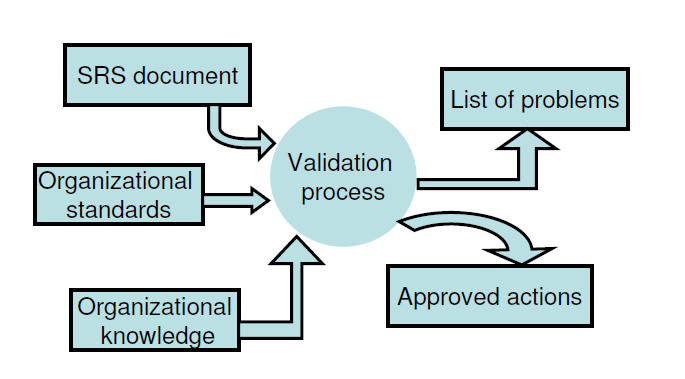 SRS document
Organizational
standards
Organizational
knowledge
Validation
process
List of problems
Approved actions